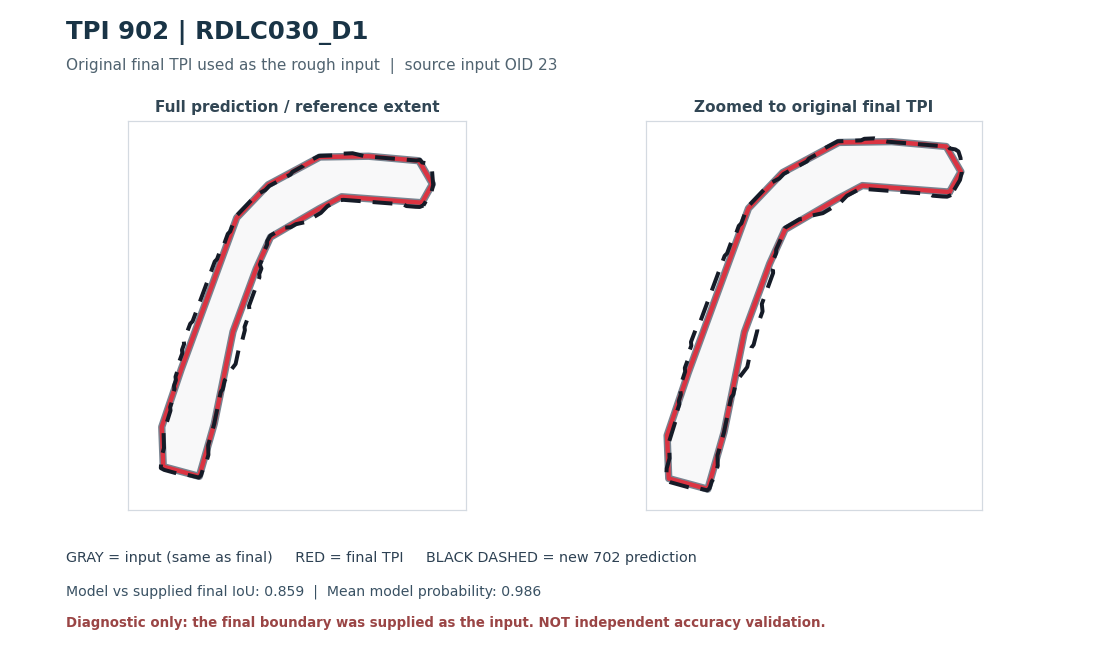 TPI 902 | RDLC030_D1
Original final TPI used as the rough input | source input OID 23
Full prediction / reference extent
Zoomed to original final TPI
GRAY = input (same as final) RED = final TPI BLACK DASHED = new 702 prediction
Model vs supplied final IoU: 0.859 | Mean model probability: 0.986
Diagnostic only: the final boundary was supplied as the input. NOT independent accuracy validation.